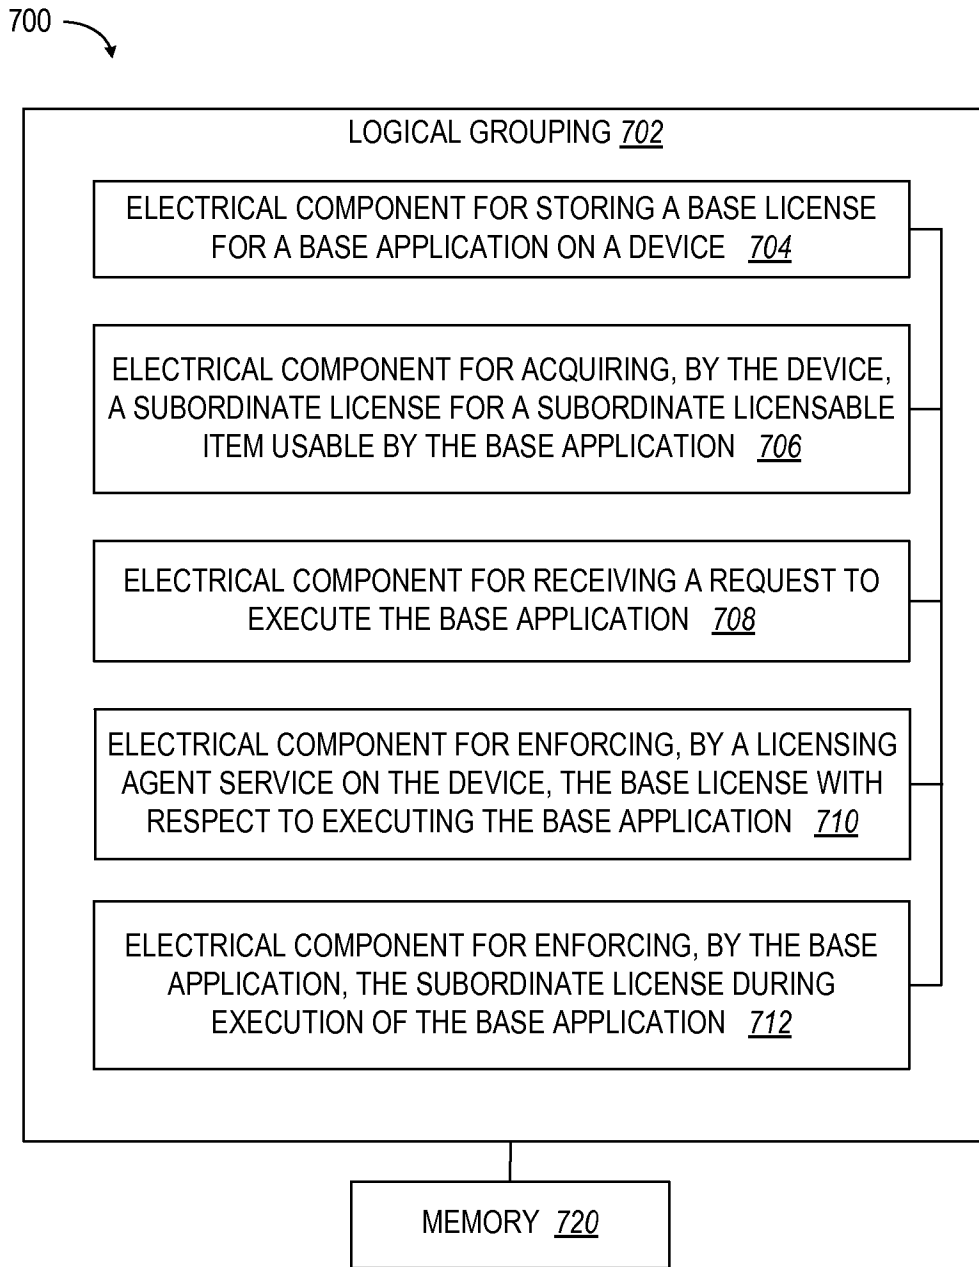 700
LOGICAL GROUPING 702
ELECTRICAL COMPONENT FOR STORING A BASE LICENSE
FOR A BASE APPLICATION ON A DEVICE 704
ELECTRICAL COMPONENT FOR ACQUIRING, BY THE DEVICE,
A SUBORDINATE LICENSE FOR A SUBORDINATE LICENSABLE
ITEM USABLE BY THE BASE APPLICATION 706
ELECTRICAL COMPONENT FOR RECEIVING A REQUEST TO
EXECUTE THE BASE APPLICATION 708
ELECTRICAL COMPONENT FOR ENFORCING, BY A LICENSING
AGENT SERVICE ON THE DEVICE, THE BASE LICENSE WITH
RESPECT TO EXECUTING THE BASE APPLICATION 710
ELECTRICAL COMPONENT FOR ENFORCING, BY THE BASE
APPLICATION, THE SUBORDINATE LICENSE DURING
EXECUTION OF THE BASE APPLICATION 712
MEMORY 720